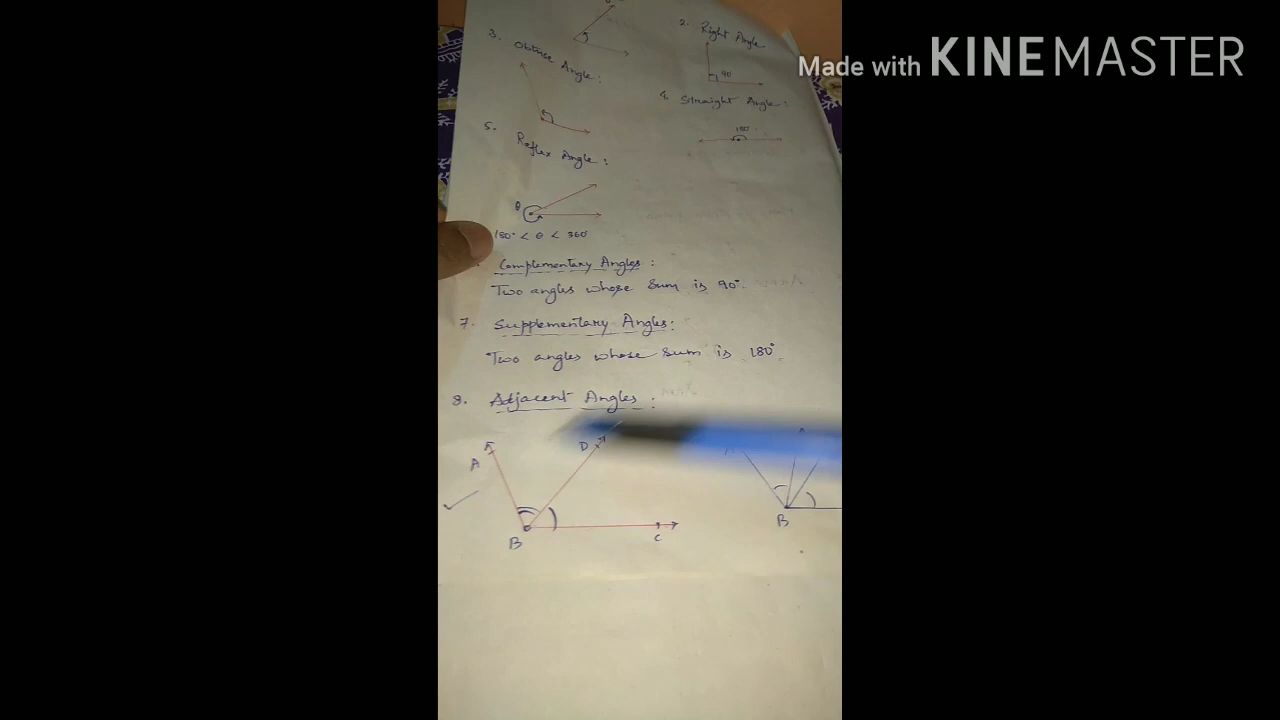 Made with KINEMASTER
2. Right Angle
90
3. Obtuse Angle:
4. Straight Angle:
180°
5. Reflex Angle:
θ
180° < θ < 360°
Complementary Angles:
Two angles whose sum is 90°
7. Supplementary Angles:
Two angles whose sum is 180°
8. Adjacent Angles:
A
D
B
C
B